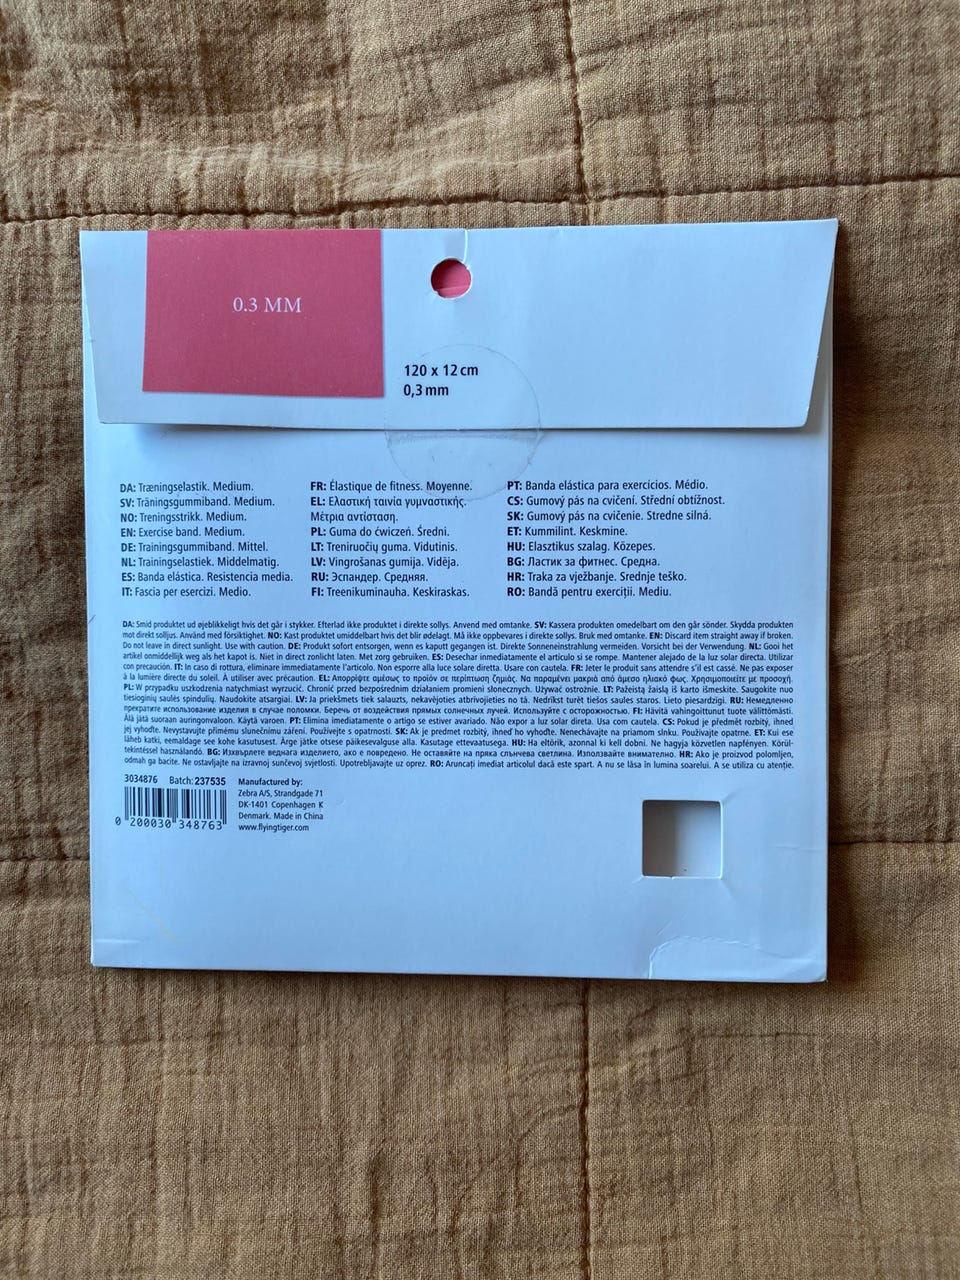 0.3 MM
120 x 12 cm
0,3 mm
DA: Træningselastik. Medium.
SV: Träningsgummiband. Medium.
NO: Treningsstrikk. Medium.
EN: Exercise band. Medium.
DE: Trainingsgummiband. Mittel.
NL: Trainingselastiek. Middelmatig.
ES: Banda elástica. Resistencia media.
IT: Fascia per esercizi. Medio.
FR: Élastique de fitness. Moyenne.
EL: Ελαστική ταινία γυμναστικής.
Μέτρια αντίσταση.
PL: Guma do ćwiczeń. Średni.
LT: Treniruočių guma. Vidutinis.
LV: Vingrošanas gumija. Vidēja.
RU: Эспандер. Средняя.
FI: Treenikuminauha. Keskiraskas.
PT: Banda elástica para exercícios. Médio.
CS: Gumový pás na cvičení. Střední obtížnost.
SK: Gumový pás na cvičenie. Stredne silná.
ET: Kummilint. Keskmine.
HU: Elasztikus szalag. Közepes.
BG: Ластик за фитнес. Средна.
HR: Traka za vježbanje. Srednje teško.
RO: Bandă pentru exerciții. Mediu.
DA: Smid produktet ud øjeblikkeligt hvis det går i stykker. Efterlad ikke produktet i direkte sollys. Anvend med omtanke. SV: Kassera produkten omedelbart om den går sönder. Skydda produkten
mot direkt solljus. Använd med försiktighet. NO: Kast produktet umiddelbart hvis det blir ødelagt. Må ikke oppbevares i direkte sollys. Bruk med omtanke. EN: Discard item straight away if broken.
Do not leave in direct sunlight. Use with caution. DE: Produkt sofort entsorgen, wenn es kaputt gegangen ist. Direkte Sonneneinstrahlung vermeiden. Vorsicht bei der Verwendung. NL: Gooi het
artikel onmiddellijk weg als het kapot is. Niet in direct zonlicht laten. Met zorg gebruiken. ES: Desechar inmediatamente el artículo si se rompe. Mantener alejado de la luz solar directa. Utilizar
con precaución. IT: In caso di rottura, eliminare immediatamente l'articolo. Non esporre alla luce solare diretta. Usare con cautela. FR: Jeter le produit sans attendre s'il est cassé. Ne pas exposer
à la lumière directe du soleil. À utiliser avec précaution. EL: Απορρίψτε αμέσως το προϊόν σε περίπτωση ζημιάς. Να παραμένει μακριά από άμεσο ηλιακό φως. Χρησιμοποιείτε με προσοχή.
PL: W przypadku uszkodzenia natychmiast wyrzucić. Chronić przed bezpośrednim działaniem promieni słonecznych. Używać ostrożnie. LT: Pažeistą žaislą iš karto išmeskite. Saugokite nuo
tiesioginių saulės spindulių. Naudokite atsargiai. LV: Ja priekšmets tiek salauzts, nekavējoties atbrīvojieties no tā. Nedrīkst turēt tiešos saules staros. Lieto piesardzīgi. RU: Немедленно
прекратите использование изделия в случае поломки. Беречь от воздействия прямых солнечных лучей. Используйте с осторожностью. FI: Hävitä vahingoittunut tuote välittömästi.
Älä jätä suoraan auringonvaloon. Käytä varoen. PT: Elimina imediatamente o artigo se estiver avariado. Não expor a luz solar direta. Usa com cautela. CS: Pokud je předmět rozbitý, ihned
jej vyhoďte. Nevystavujte přímému slunečnímu záření. Používejte s opatrností. SK: Ak je predmet rozbitý, ihneď ho vyhoďte. Nenechávajte na priamom slnku. Používajte opatrne. ET: Kui ese
läheb katki, eemaldage see kohe kasutusest. Ärge jätke otsese päikesevalguse alla. Kasutage ettevaatusega. HU: Ha eltörik, azonnal ki kell dobni. Ne hagyja közvetlen napfényen. Körül-
tekintéssel használandó. BG: Изхвърлете веднага изделието, ако е повредено. Не оставяйте на пряка слънчева светлина. Използвайте внимателно. HR: Ako je proizvod polomljen,
odmah ga bacite. Ne ostavljajte na izravnoj sunčevoj svjetlosti. Upotrebljavajte uz oprez. RO: Aruncați imediat articolul dacă este spart. A nu se lăsa în lumina soarelui. A se utiliza cu atenție.
3034876 Batch: 237535
0 200030 348763
Manufactured by:
Zebra A/S, Strandgade 71
DK-1401 Copenhagen K
Denmark. Made in China
www.flyingtiger.com